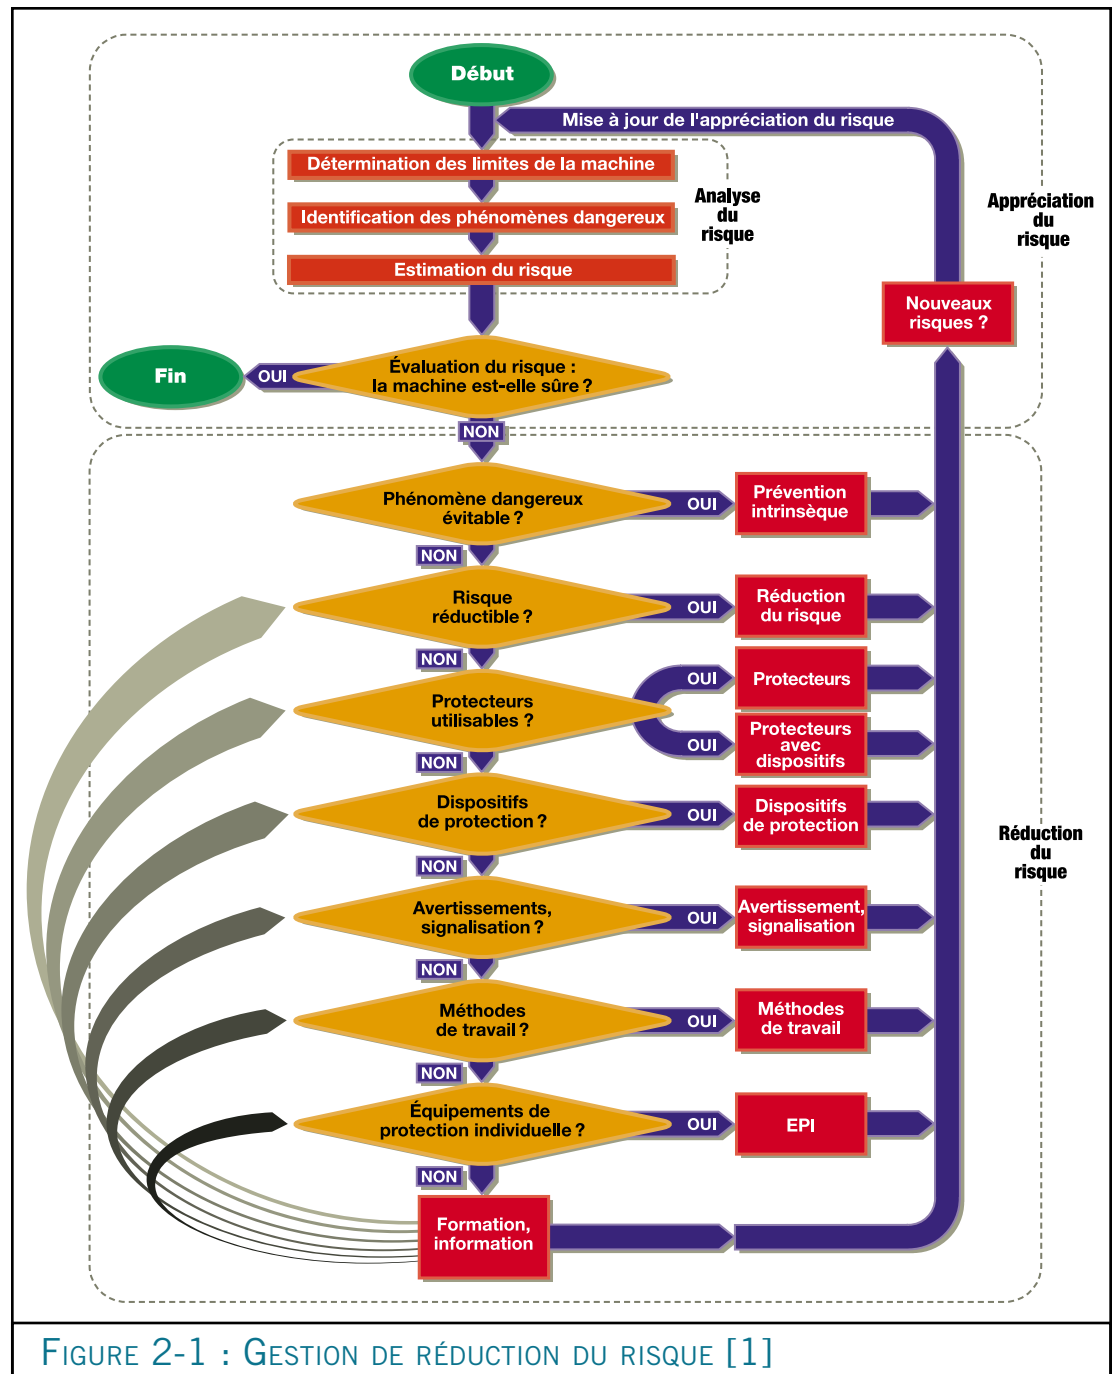 Début
Mise à jour de l'appréciation du risque
Détermination des limites de la machine
Identification des phénomènes dangereux
Estimation du risque
Analyse
du
risque
Appréciation
du
risque
Nouveaux
risques ?
Évaluation du risque :
la machine est-elle sûre ?
OUI
Fin
NON
Phénomène dangereux
évitable ?
OUI
Prévention
intrinsèque
NON
Risque
réductible ?
OUI
Réduction
du risque
NON
Protecteurs
utilisables ?
OUI
Protecteurs
OUI
Protecteurs
avec
dispositifs
NON
Dispositifs
de protection ?
OUI
Dispositifs
de protection
Réduction
du
risque
NON
Avertissements,
signalisation ?
OUI
Avertissement,
signalisation
NON
Méthodes
de travail ?
OUI
Méthodes
de travail
NON
Équipements de
protection individuelle ?
OUI
EPI
NON
Formation,
information
FIGURE 2-1 : GESTION DE RÉDUCTION DU RISQUE [1]